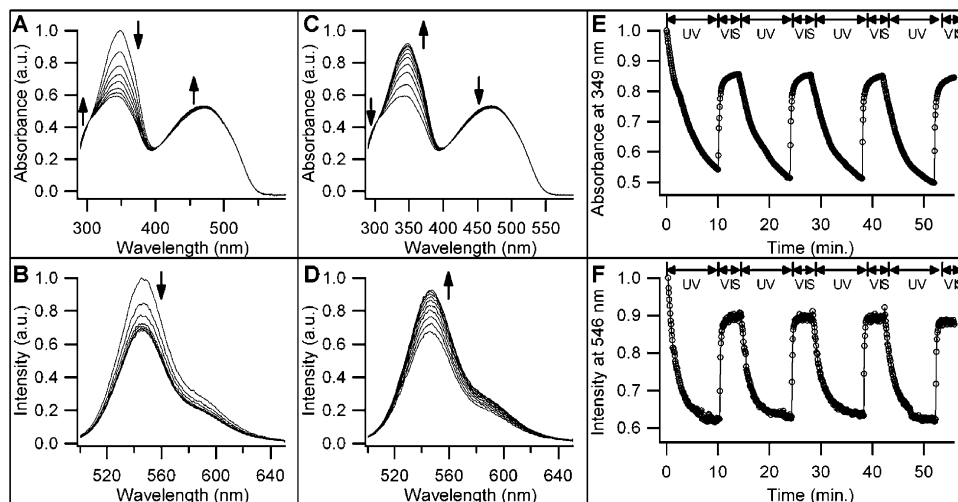 A
Absorbance (a.u.)
1.0
0.8
0.6
0.4
0.2
0.0
300
400
500
Wavelength (nm)
C
Absorbance (a.u.)
1.0
0.8
0.6
0.4
0.2
0.0
300 350 400 450 500 550
Wavelength (nm)
E
UV VIS UV VIS UV VIS UV VIS
Absorbance at 349 nm
1.0
0.9
0.8
0.7
0.6
0.5
0 10 20 30 40 50
Time (min.)
B
Intensity (a.u.)
1.0
0.8
0.6
0.4
0.2
0.0
520 560 600 640
Wavelength (nm)
D
Intensity (a.u.)
1.0
0.8
0.6
0.4
0.2
0.0
520 560 600 640
Wavelength (nm)
F
UV VIS UV VIS UV VIS UV VIS
Intensity at 546 nm
1.0
0.9
0.8
0.7
0.6
0 10 20 30 40 50
Time (min.)